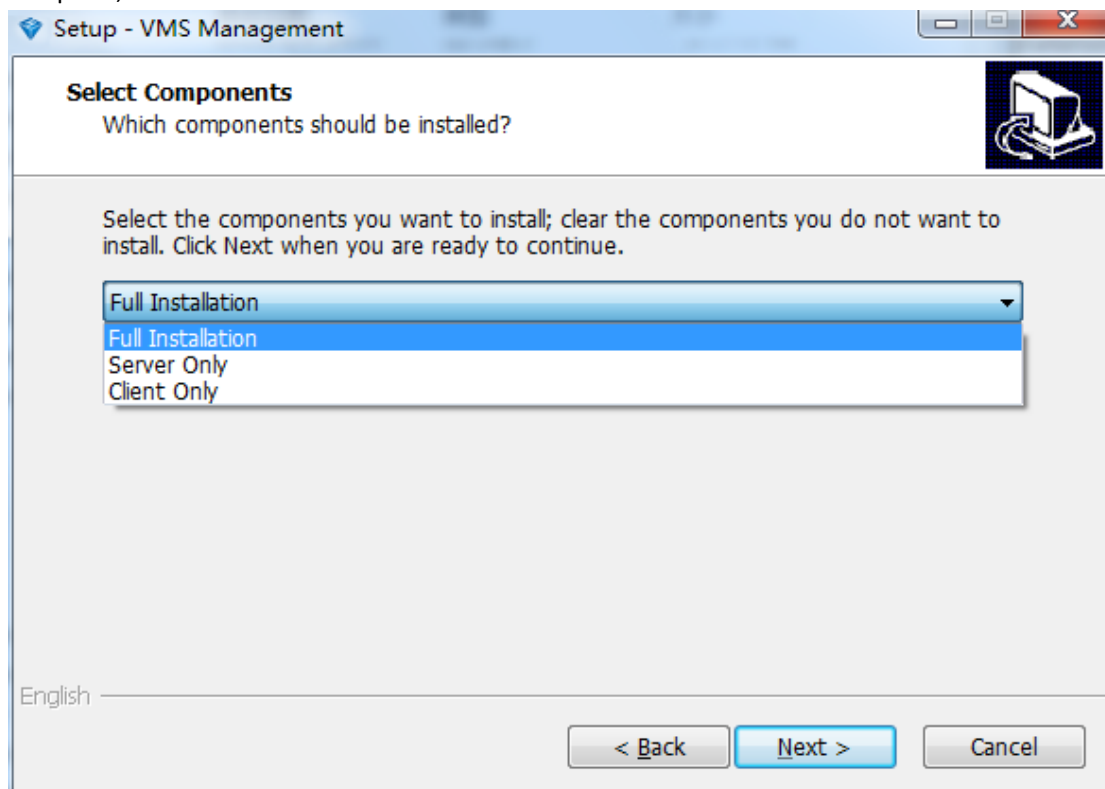 Setup - VMS Management
Select Components
Which components should be installed?
Select the components you want to install; clear the components you do not want to
install. Click Next when you are ready to continue.
Full Installation
Full Installation
Server Only
Client Only
English
< Back
Next >
Cancel